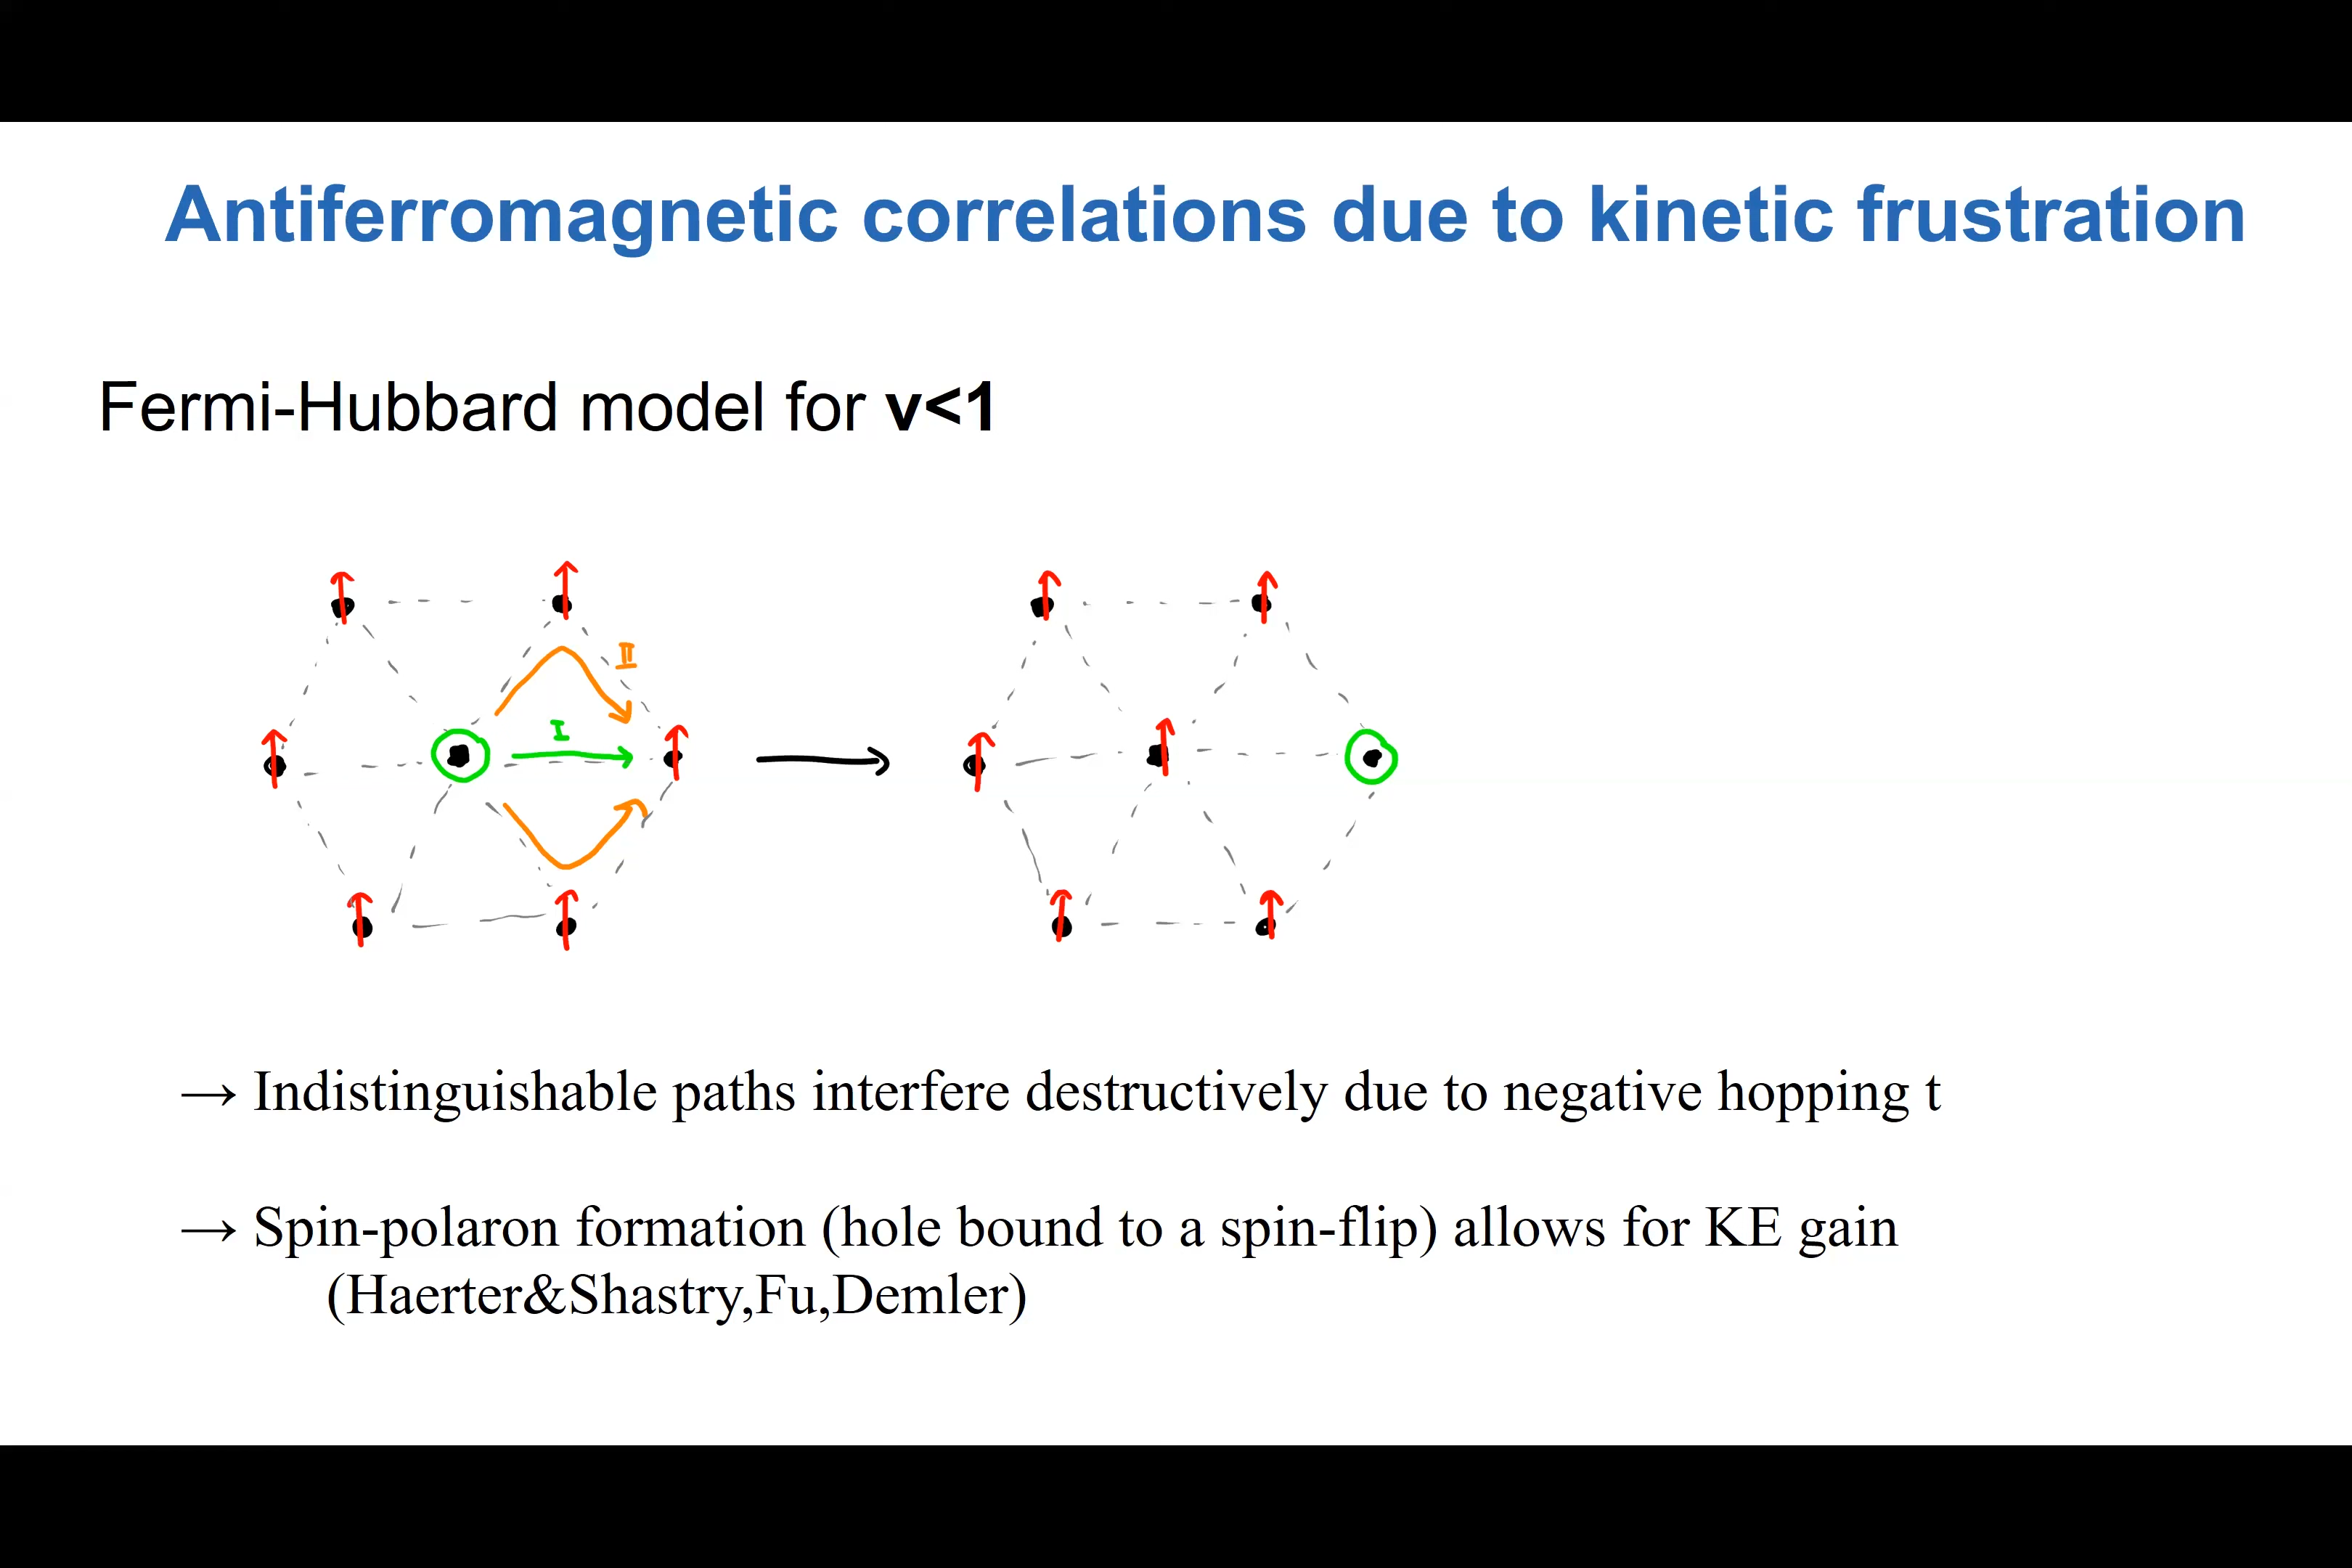 Antiferromagnetic correlations due to kinetic frustration
Fermi-Hubbard model for ν<1
II
I
→ Indistinguishable paths interfere destructively due to negative hopping t
→ Spin-polaron formation (hole bound to a spin-flip) allows for KE gain
(Haerter&Shastry,Fu,Demler)